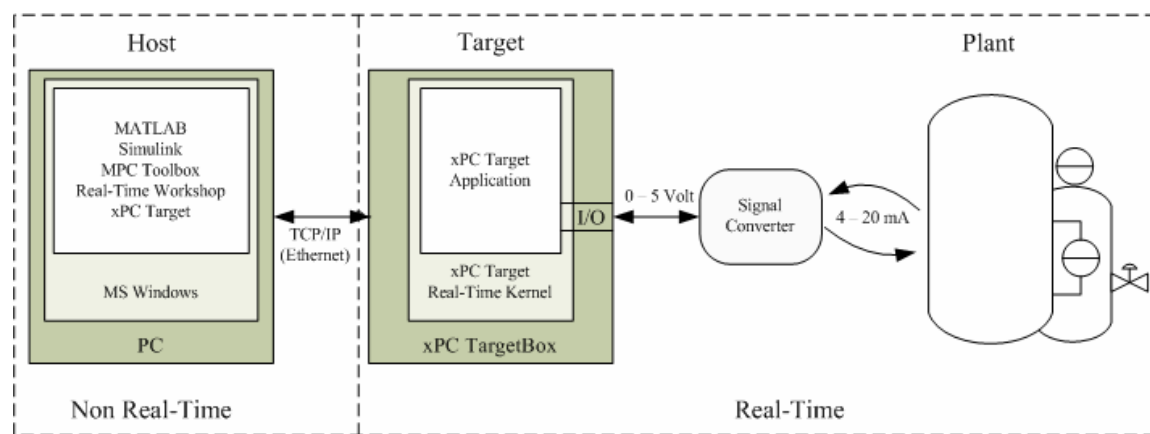 Host
Target
Plant
MATLAB
Simulink
MPC Toolbox
Real-Time Workshop
xPC Target
MS Windows
PC
TCP/IP
(Ethernet)
xPC Target
Application
I/O
xPC Target
Real-Time Kernel
xPC TargetBox
0 – 5 Volt
Signal
Converter
4 – 20 mA
Non Real-Time
Real-Time